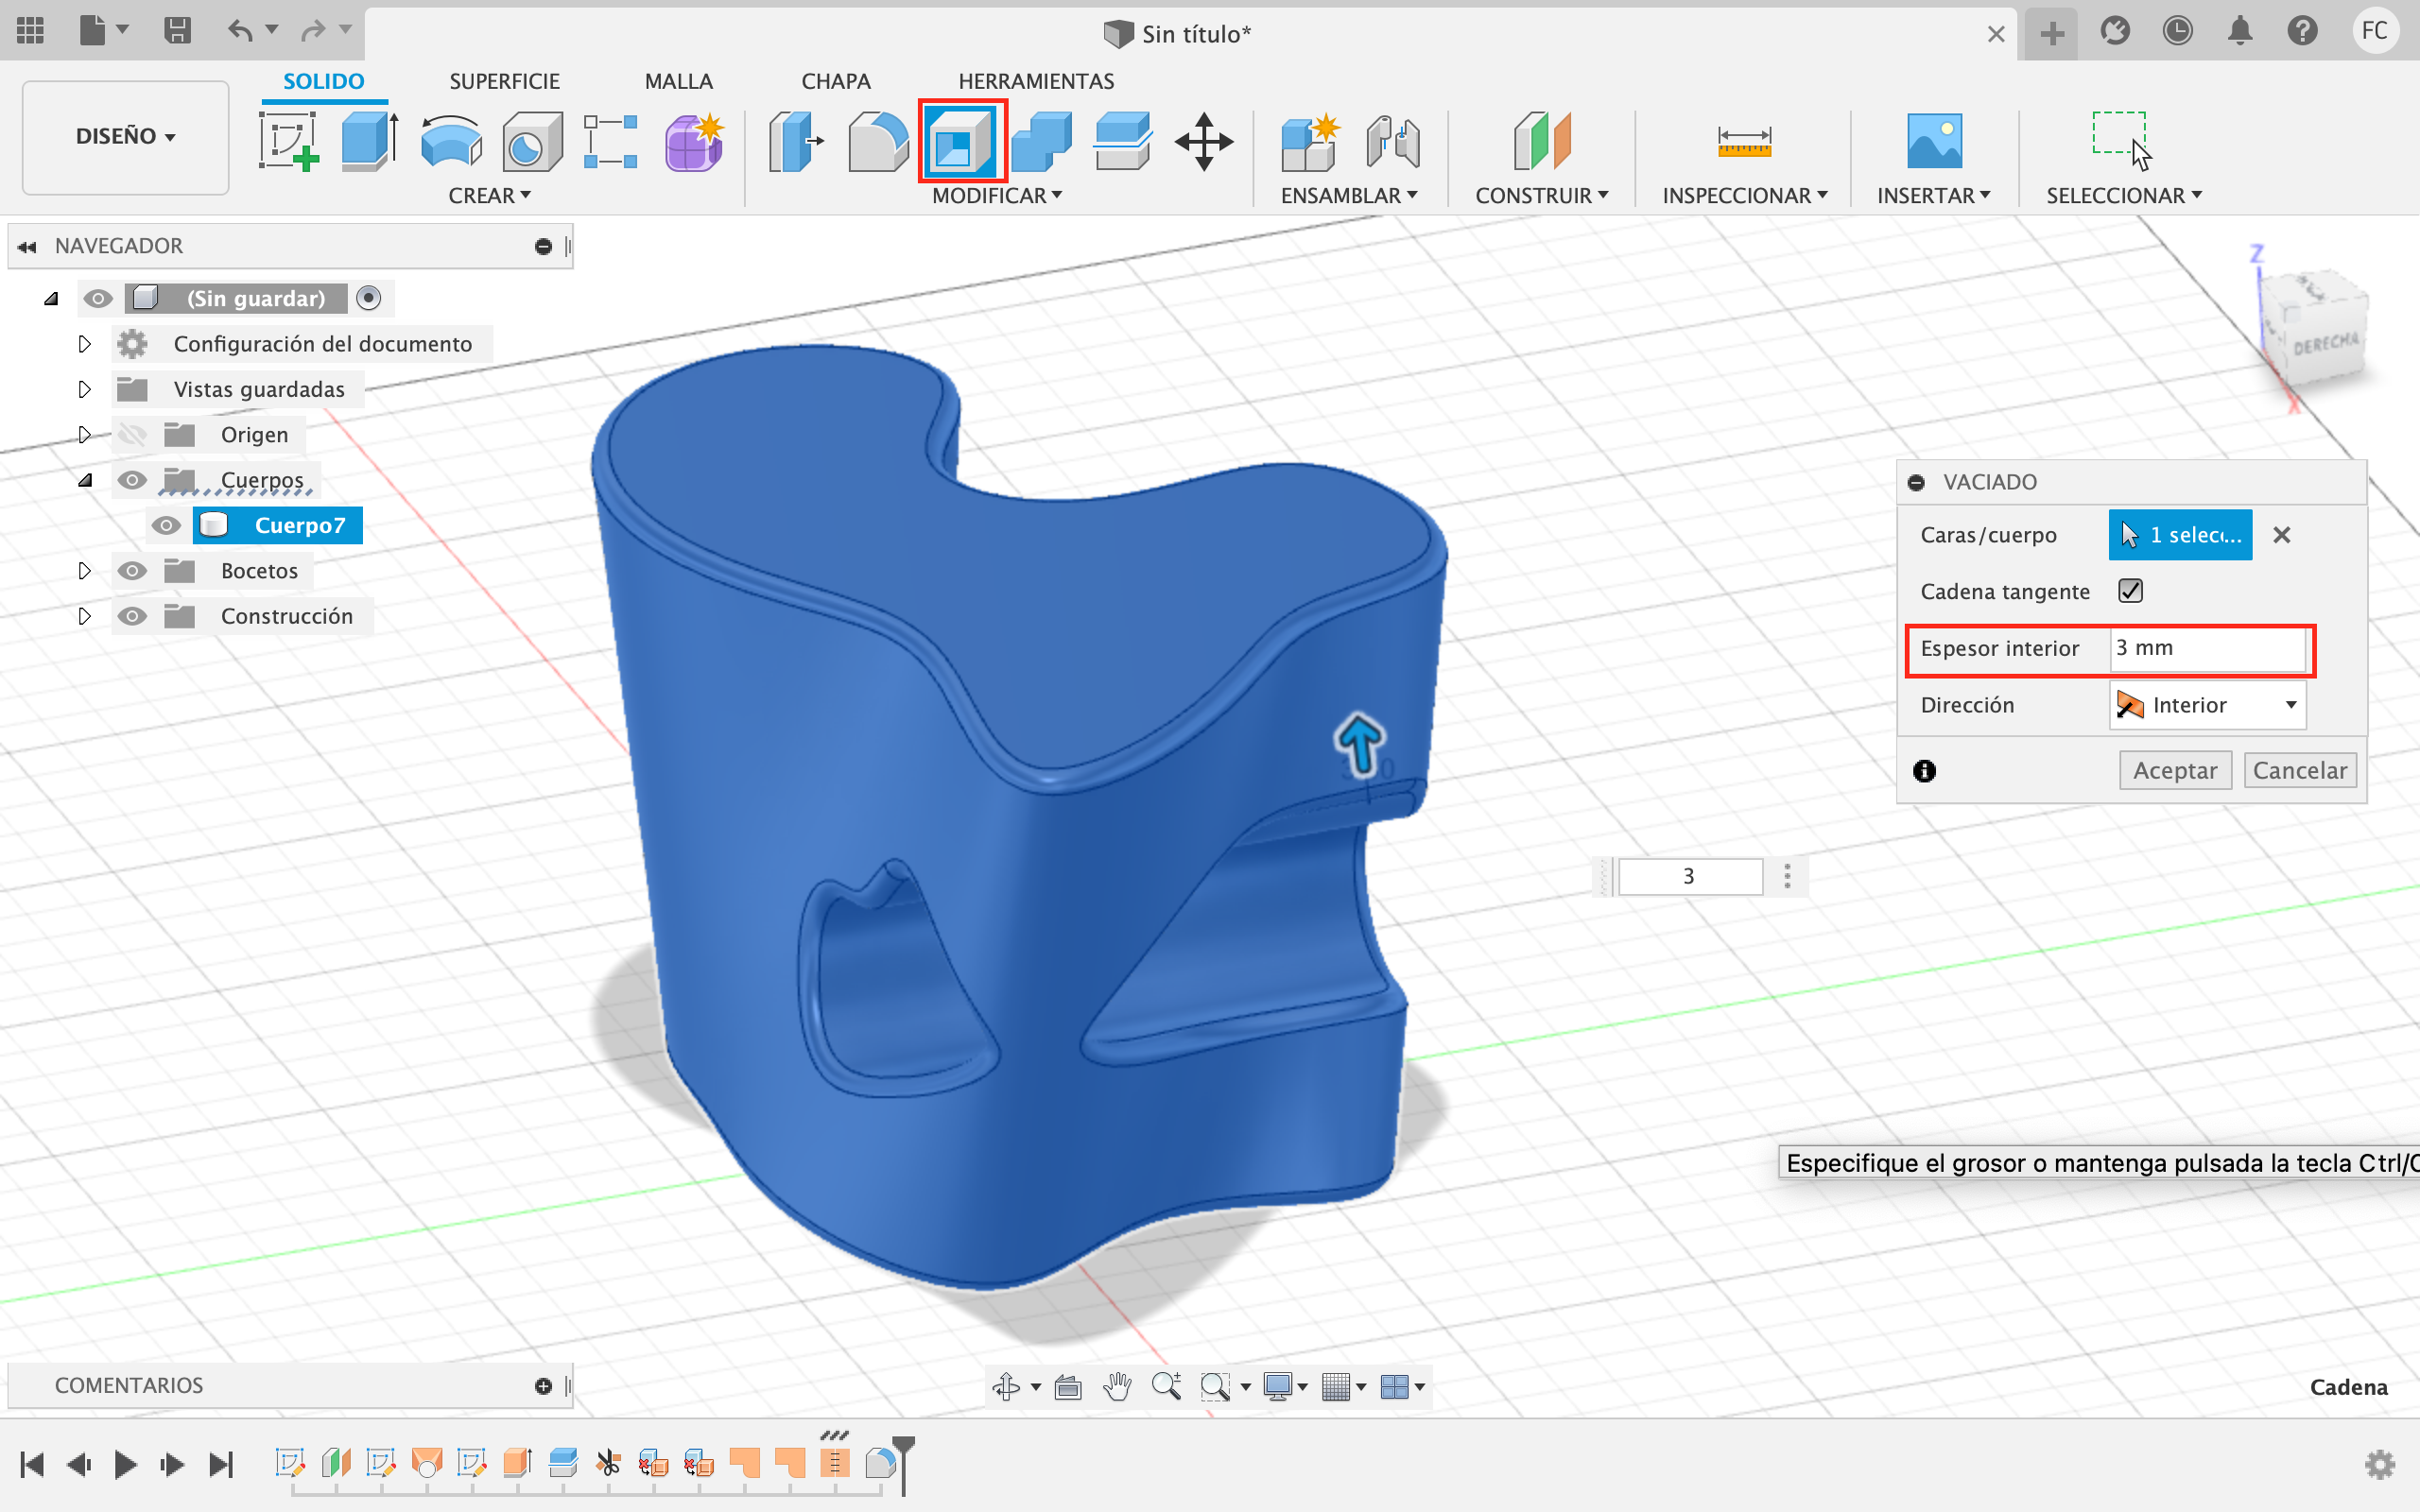 Sin título*
FC
DISEÑO
SOLIDO
SUPERFICIE
MALLA
CHAPA
HERRAMIENTAS
CREAR
MODIFICAR
ENSAMBLAR
CONSTRUIR
INSPECCIONAR
INSERTAR
SELECCIONAR
NAVEGADOR
(Sin guardar)
Configuración del documento
Vistas guardadas
Origen
Cuerpos
Cuerpo7
Bocetos
Construcción
Z
DERECHA
X
VACIADO
Caras/cuerpo
1 selec...
Cadena tangente
Espesor interior
3 mm
Dirección
Interior
Aceptar
Cancelar
3
Especifique el grosor o mantenga pulsada la tecla Ctrl/C
COMENTARIOS
Cadena